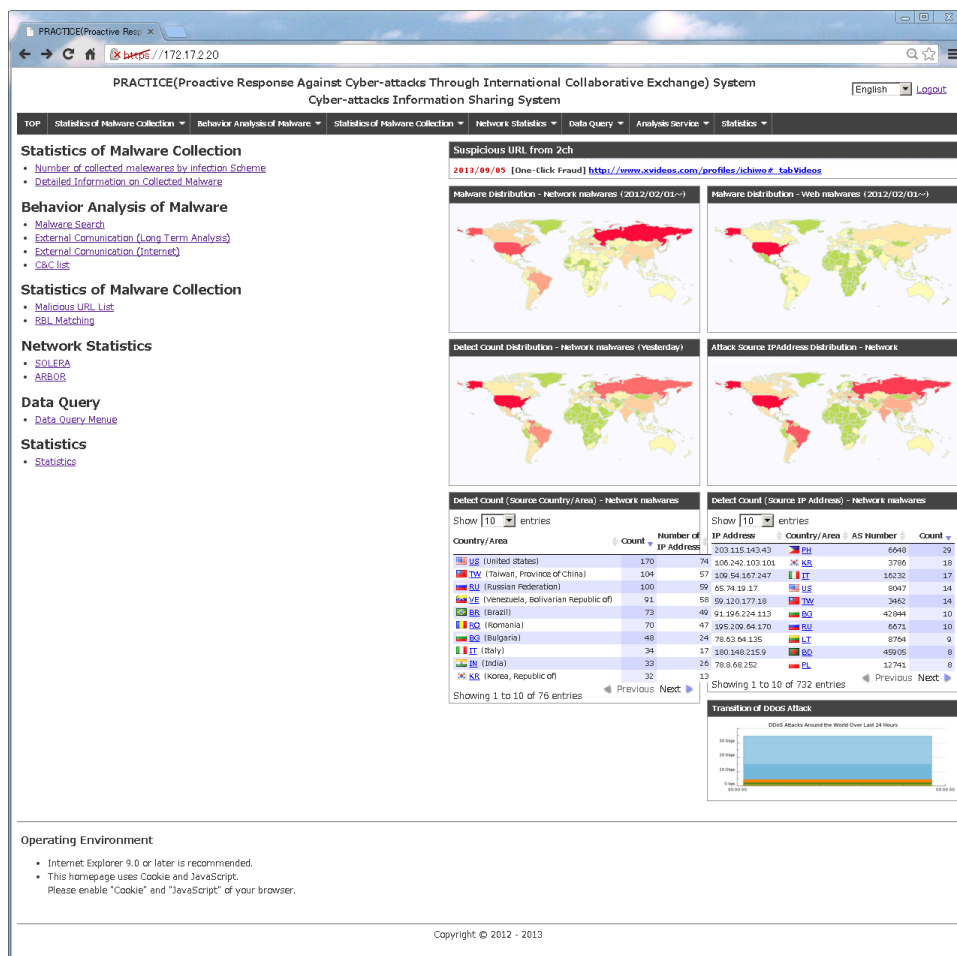 PRACTICE(Proactive Resp
https://172.17.2.20
PRACTICE(Proactive Response Against Cyber-attacks Through International Collaborative Exchange) System
Cyber-attacks Information Sharing System
English Logout
TOP Statistics of Malware Collection Behavior Analysis of Malware Statistics of Malware Collection Network Statistics Data Query Analysis Service Statistics
Statistics of Malware Collection
Number of collected malewares by infection Scheme
Detailed Information on Collected Malware
Behavior Analysis of Malware
Malware Search
External Comunication (Long Term Analysis)
External Comunication (Internet)
C&C list
Statistics of Malware Collection
Malicious URL List
RBL Matching
Network Statistics
SOLERA
ARBOR
Data Query
Data Query Menue
Statistics
Statistics
Suspicious URL from 2ch
2013/09/05 [One-Click Fraud] http://www.xvideos.com/profiles/ichiwo#_tabVideos
Malware Distribution - Network malwares (2012/02/01~)
Malware Distribution - Web malwares (2012/02/01~)
Detect Count Distribution - Network malwares (Yesterday)
Attack Source IPAddress Distribution - Network
Detect Count (Source Country/Area) - Network malwares
Show 10 entries
Country/Area Count Number of IP Address
US (United States) 170 74
TW (Taiwan, Province of China) 104 57
RU (Russian Federation) 100 59
VE (Venezuela, Bolivarian Republic of) 91 58
BR (Brazil) 73 49
RO (Romania) 70 47
BG (Bulgaria) 48 24
IT (Italy) 34 17
IN (India) 33 26
KR (Korea, Republic of) 32 13
Showing 1 to 10 of 76 entries Previous Next
Detect Count (Source IP Address) - Network malwares
Show 10 entries
IP Address Country/Area AS Number Count
203.115.143.43 PH 6648 29
106.242.103.101 KR 3786 18
109.54.167.247 IT 16232 17
65.74.19.17 US 8047 14
59.120.177.18 TW 3462 14
91.196.224.113 BG 42844 10
195.209.64.170 RU 6671 10
78.63.64.135 LT 8764 9
180.148.215.9 BD 45905 8
78.8.68.252 PL 12741 8
Showing 1 to 10 of 732 entries Previous Next
Transition of DDoS Attack
DDoS Attacks Around the World Over Last 24 Hours
0 bps
00:00:00 00:00:00
Operating Environment
Internet Explorer 9.0 or later is recommended.
This homepage uses Cookie and JavaScript.
Please enable "Cookie" and "JavaScript" of your browser.
Copyright © 2012 - 2013